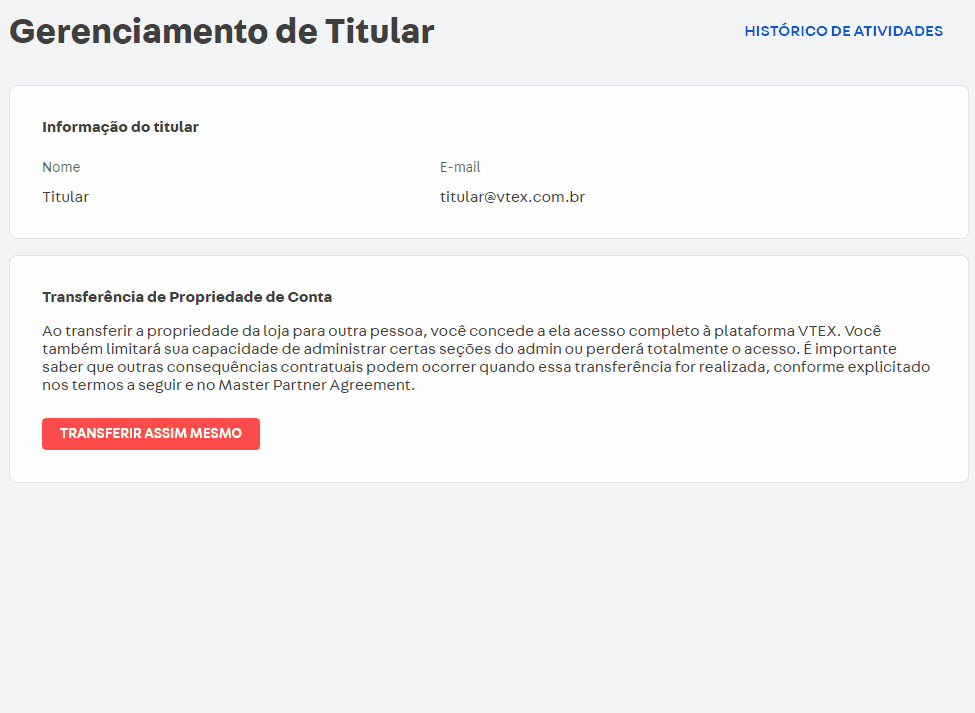 Gerenciamento de Titular
HISTÓRICO DE ATIVIDADES
Informação do titular
Nome
E-mail
Titular
titular@vtex.com.br
Transferência de Propriedade de Conta
Ao transferir a propriedade da loja para outra pessoa, você concede a ela acesso completo à plataforma VTEX. Você
também limitará sua capacidade de administrar certas seções do admin ou perderá totalmente o acesso. É importante
saber que outras consequências contratuais podem ocorrer quando essa transferência for realizada, conforme explicitado
nos termos a seguir e no Master Partner Agreement.
TRANSFERIR ASSIM MESMO